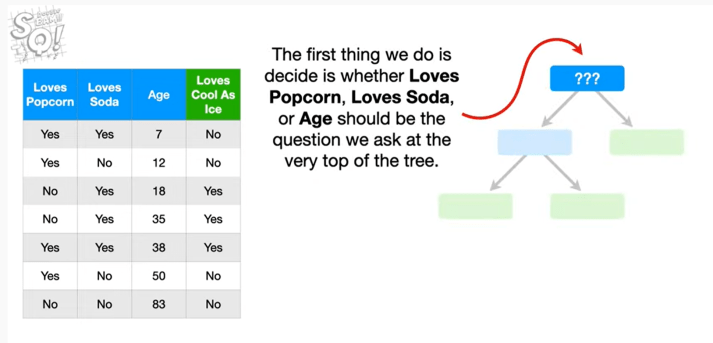 The first thing we do is
decide is whether Loves
Popcorn, Loves Soda,
or Age should be the
question we ask at the
very top of the tree.
???
Loves Popcorn Loves Soda Age Loves Cool As Ice
Yes Yes 7 No
Yes No 12 No
No Yes 18 Yes
No Yes 35 Yes
Yes Yes 38 Yes
Yes No 50 No
No No 83 No